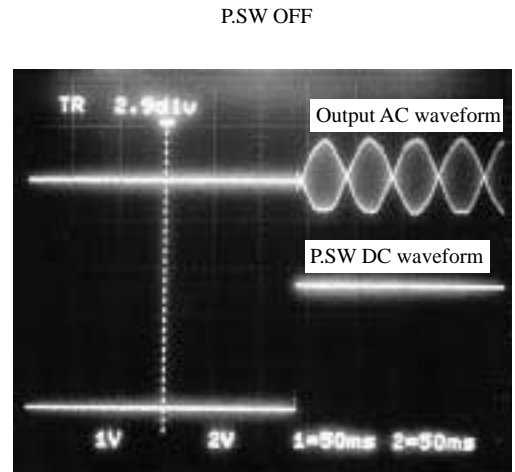 P.SW OFF
TR 2.9div
Output AC waveform
P.SW DC waveform
1V 2V 1=50ms 2=50ms